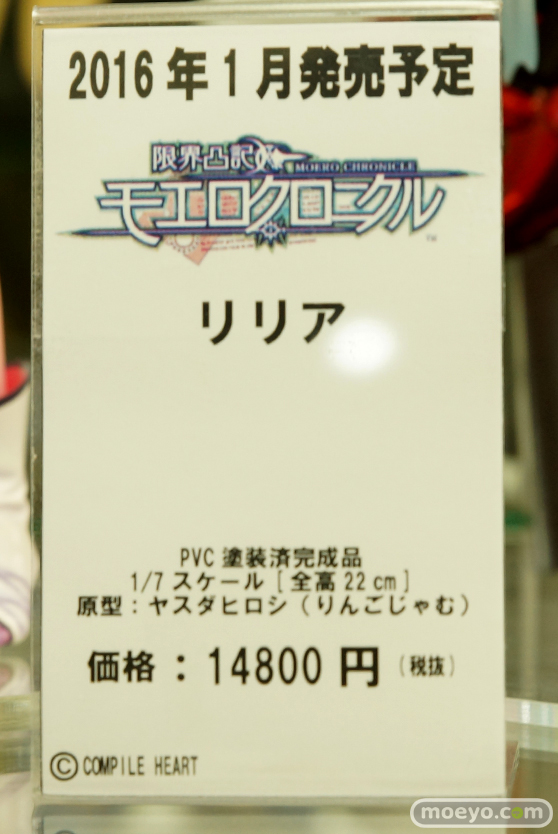 2016年1月発売予定
限界凸記
MOERO CHRONICLE
モエロクロニクル
TM
リリア
PVC塗装済完成品
1/7スケール[全高22cm]
原型：ヤスダヒロシ（りんごじゃむ）
価格：14800円（税抜）
©COMPILE HEART
moeyo.com